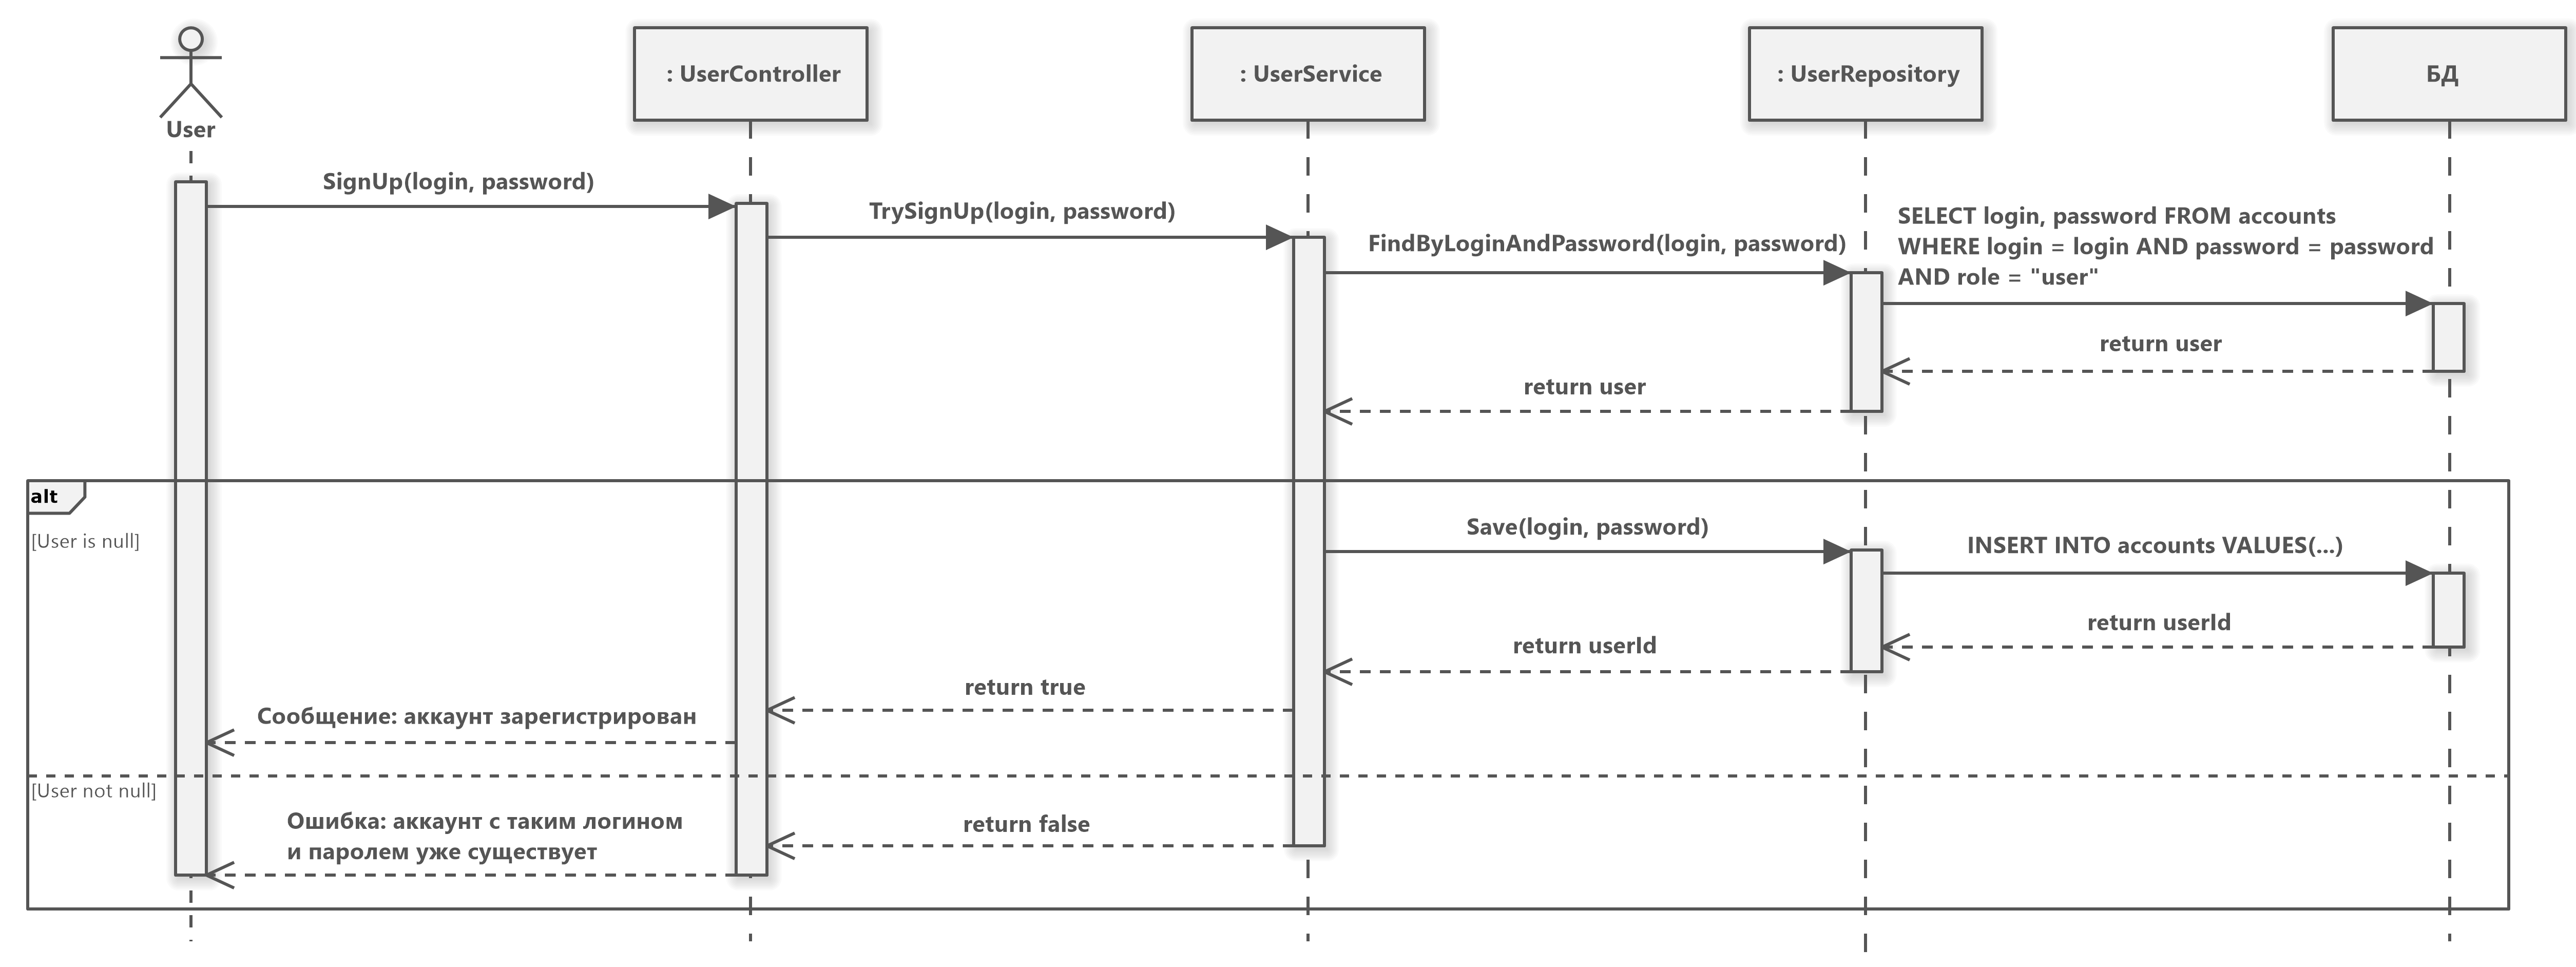 User
: UserController
: UserService
: UserRepository
БД
SignUp(login, password)
TrySignUp(login, password)
FindByLoginAndPassword(login, password)
SELECT login, password FROM accounts
WHERE login = login AND password = password
AND role = "user"
return user
return user
alt
[User is null]
Save(login, password)
INSERT INTO accounts VALUES(...)
return userId
return userId
return true
Сообщение: аккаунт зарегистрирован
[User not null]
return false
Ошибка: аккаунт с таким логином
и паролем уже существует